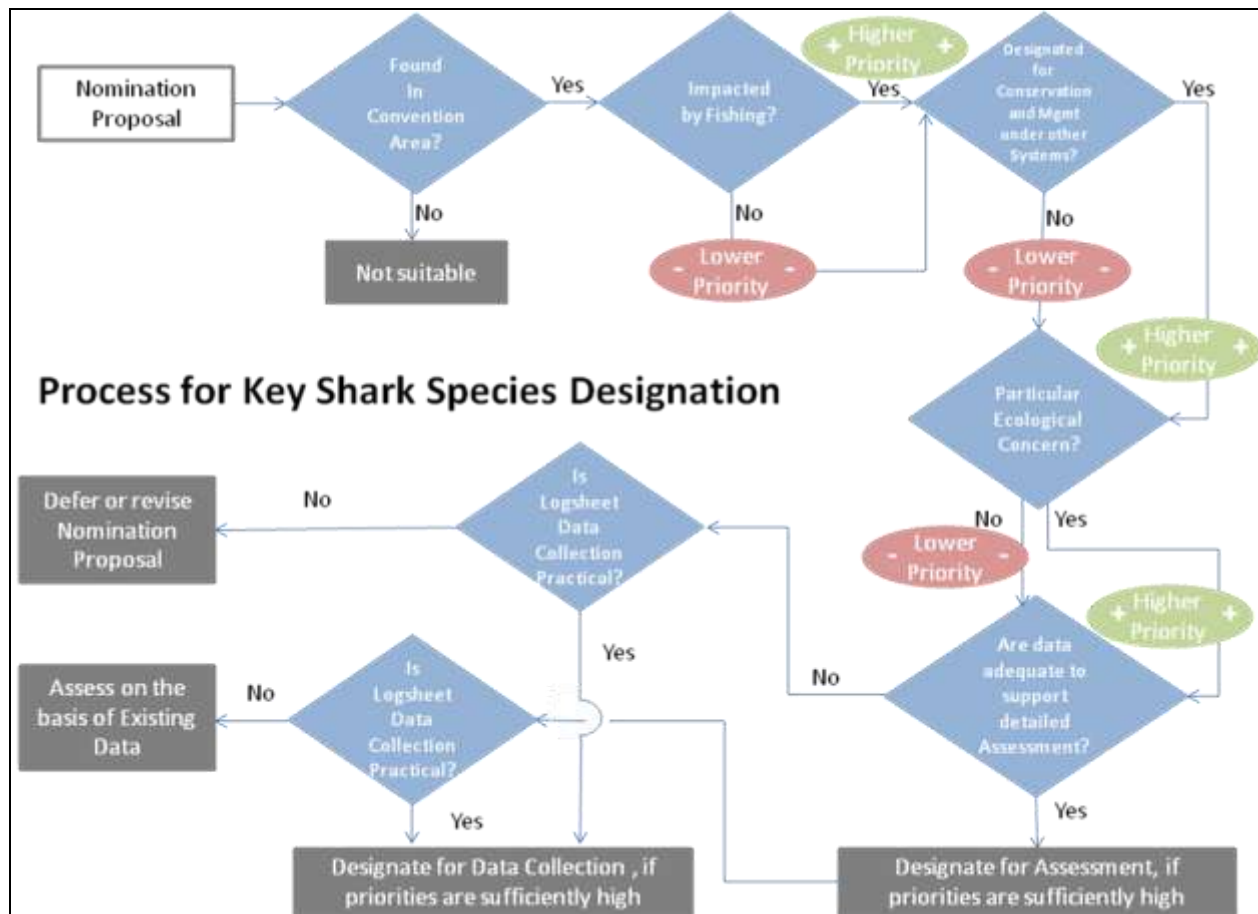 Nomination
Proposal
Found
In
Convention
Area?
Yes
No
Not suitable
Impacted
by Fishing?
+ Higher +
Priority
Yes
No
- Lower -
Priority
Designated
for
Conservation
and Mgmt
under other
Systems?
Yes
No
- Lower -
Priority
+ Higher +
Priority
Process for Key Shark Species Designation
Particular
Ecological
Concern?
No
Yes
- Lower -
Priority
+ Higher +
Priority
Are data
adequate to
support
detailed
Assessment?
No
Yes
Is
Logsheet
Data
Collection
Practical?
No
Yes
Defer or revise
Nomination
Proposal
Is
Logsheet
Data
Collection
Practical?
No
Yes
Assess on the
basis of Existing
Data
Designate for Data Collection , if
priorities are sufficiently high
Designate for Assessment, if
priorities are sufficiently high